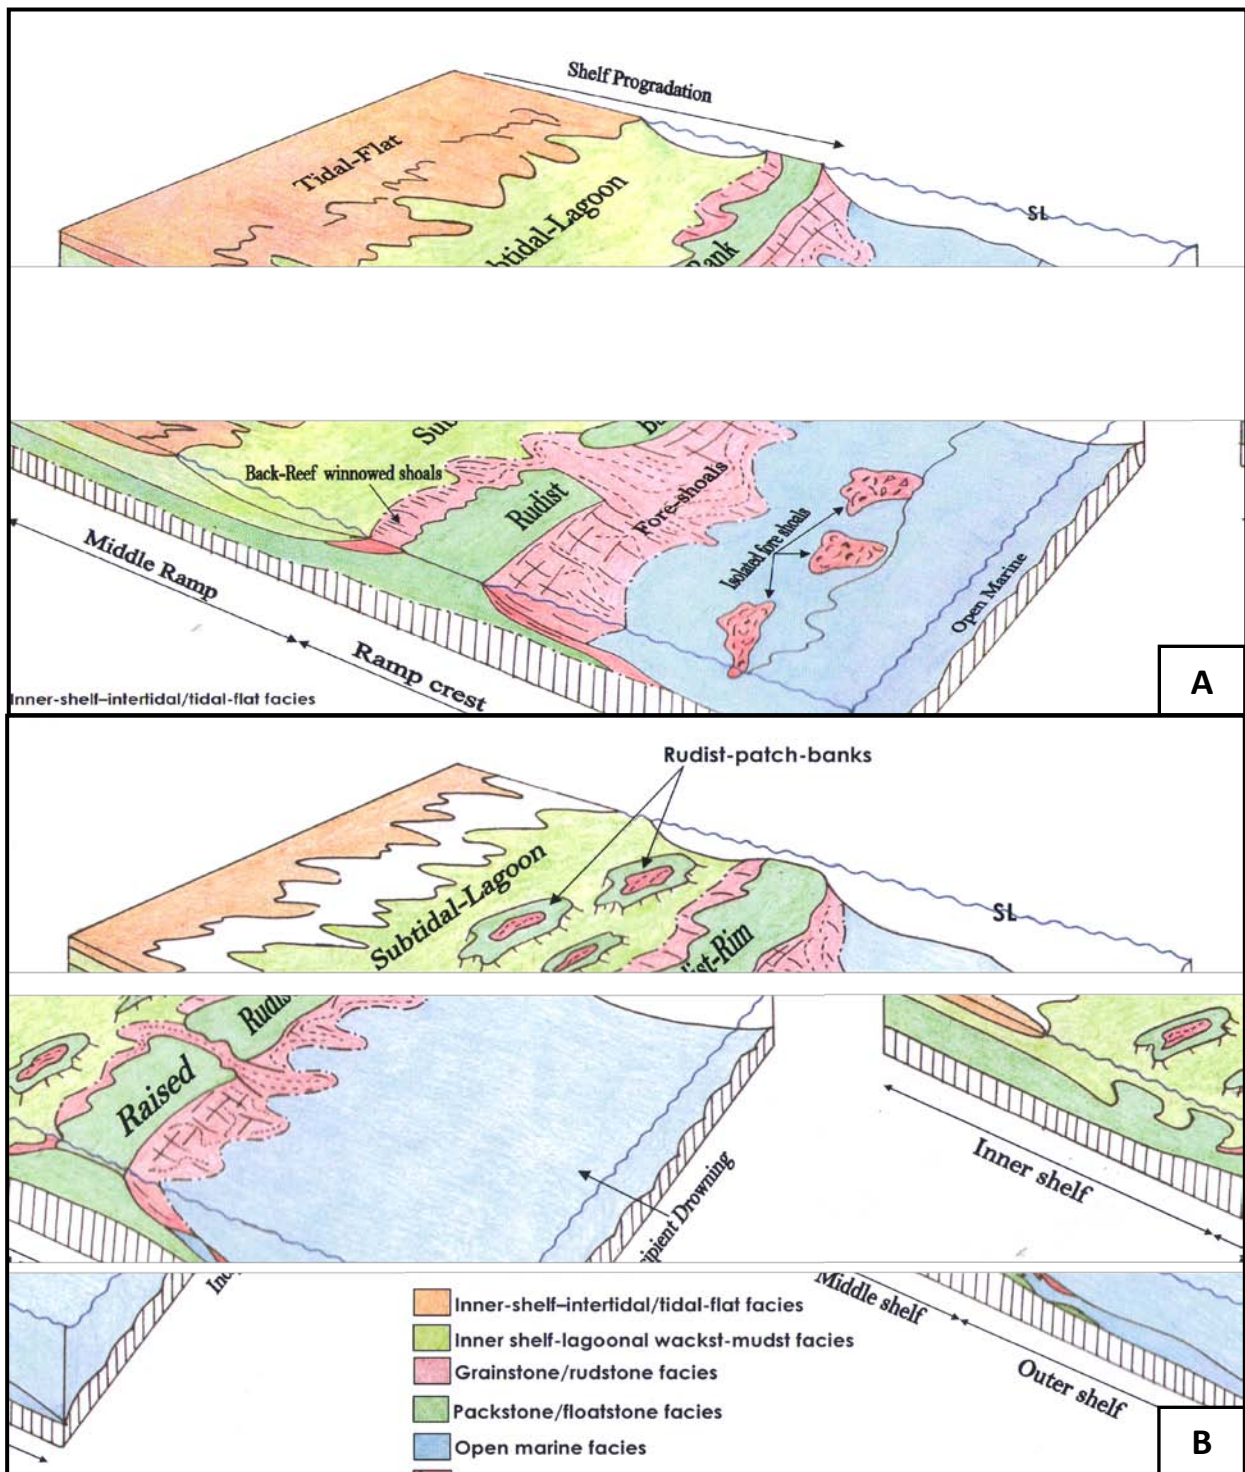 Shelf Progradation
Tidal-Flat
SL
Back-Reef winnowed shoals
Rudist
Fore-shoals
Isolated fore shoals
Open Marine
Middle Ramp
Ramp crest
Inner-shelf–intertidal/tidal-flat facies
A
Rudist-patch-banks
Subtidal-Lagoon
SL
Raised
Drowning
Inner shelf
Middle shelf
Outer shelf
Inner-shelf–intertidal/tidal-flat facies
Inner shelf-lagoonal wackst-mudst facies
Grainstone/rudstone facies
Packstone/floatstone facies
Open marine facies
B